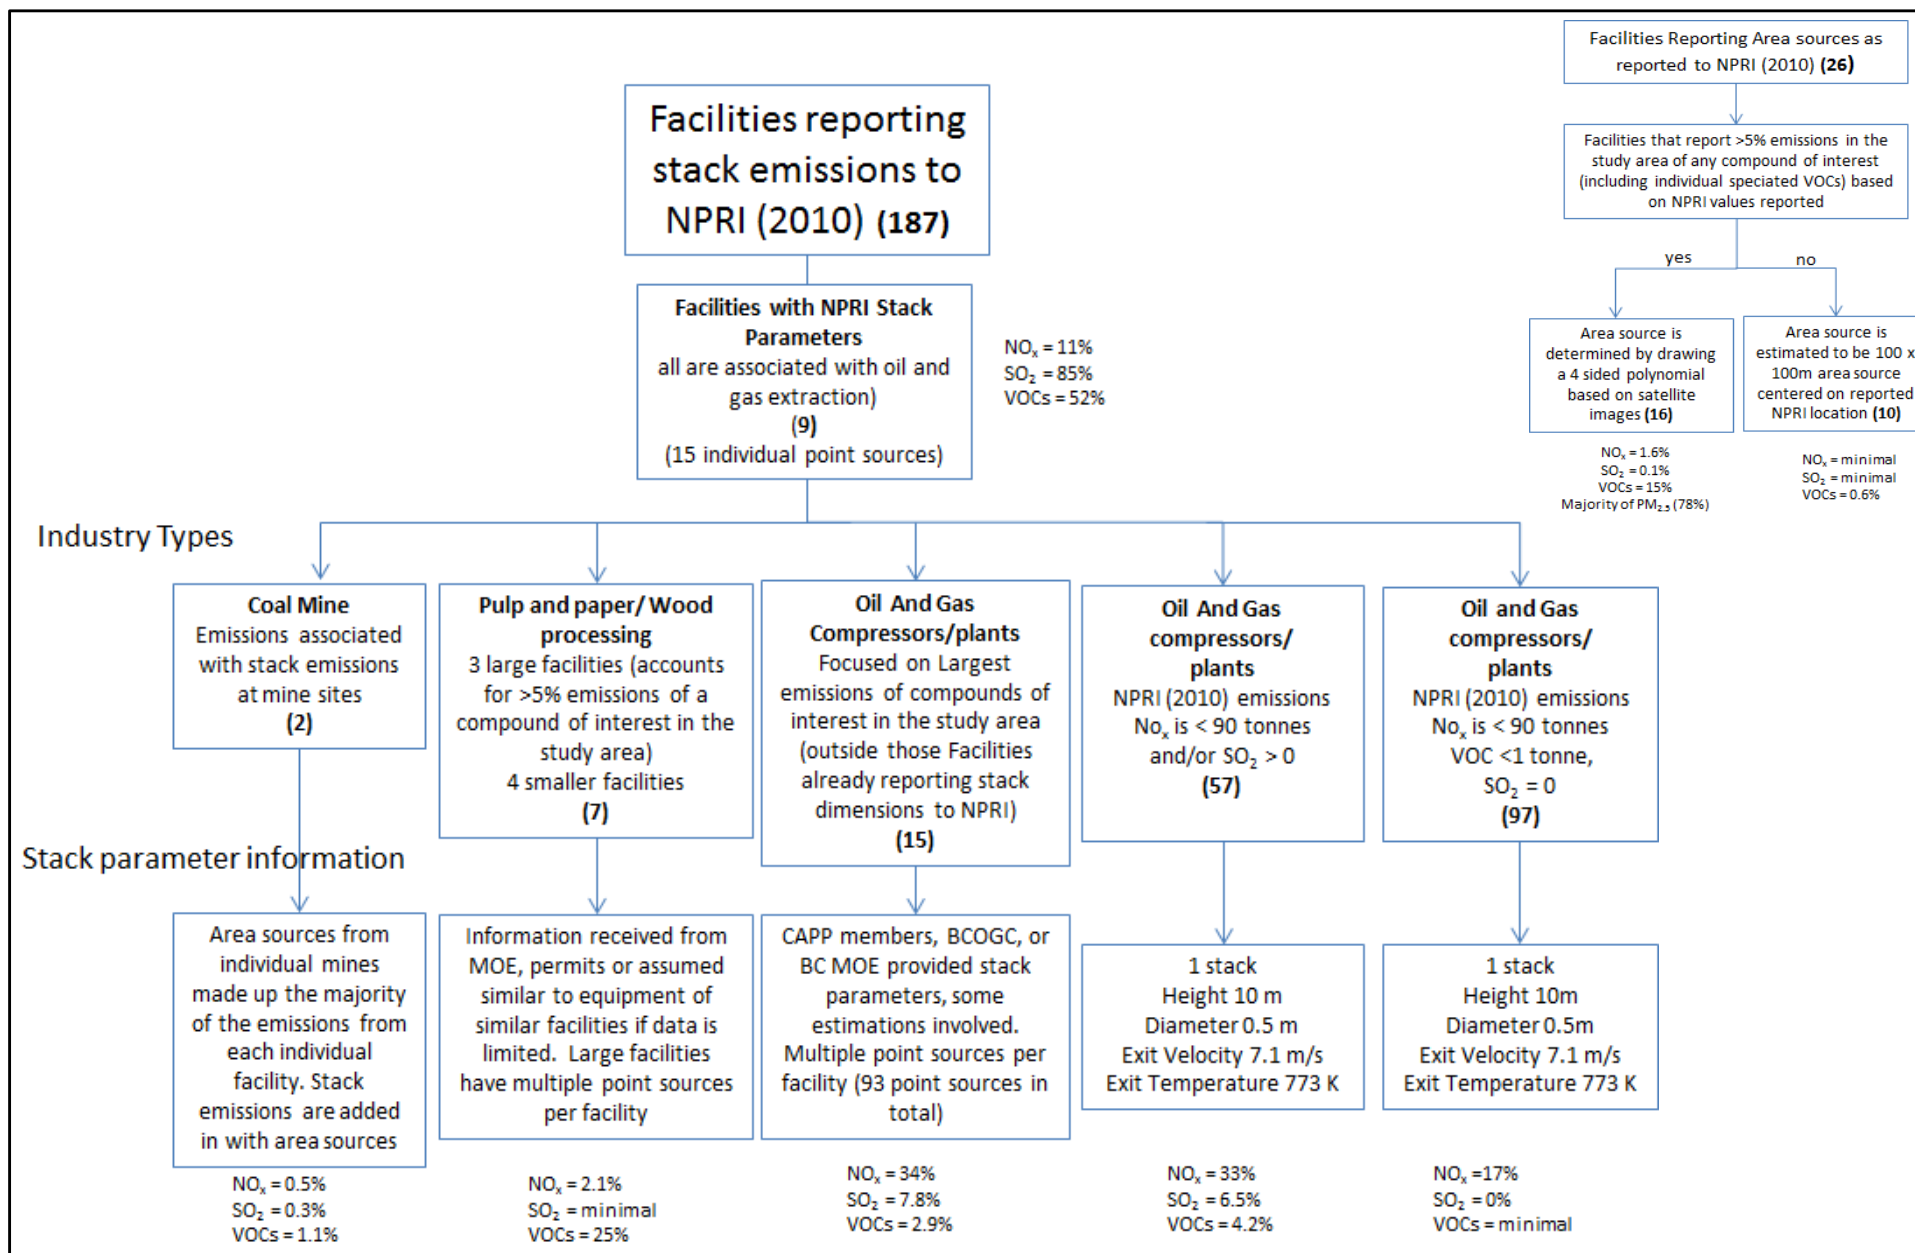 Facilities reporting
stack emissions to
NPRI (2010) (187)
Facilities with NPRI Stack
Parameters
all are associated with oil and
gas extraction)
(9)
(15 individual point sources)
NOx = 11%
SO2 = 85%
VOCs = 52%
Facilities Reporting Area sources as
reported to NPRI (2010) (26)
Facilities that report >5% emissions in the
study area of any compound of interest
(including individual speciated VOCs) based
on NPRI values reported
yes
no
Area source is
determined by drawing
a 4 sided polynomial
based on satellite
images (16)
Area source is
estimated to be 100 x
100m area source
centered on reported
NPRI location (10)
NOx = 1.6%
SO2 = 0.1%
VOCs = 15%
Majority of PM2.5 (78%)
NOx = minimal
SO2 = minimal
VOCs = 0.6%
Industry Types
Coal Mine
Emissions associated
with stack emissions
at mine sites
(2)
Pulp and paper/ Wood
processing
3 large facilities (accounts
for >5% emissions of a
compound of interest in the
study area)
4 smaller facilities
(7)
Oil And Gas
Compressors/plants
Focused on Largest
emissions of compounds of
interest in the study area
(outside those Facilities
already reporting stack
dimensions to NPRI)
(15)
Oil And Gas
compressors/
plants
NPRI (2010) emissions
Nox is < 90 tonnes
and/or SO2 > 0
(57)
Oil and Gas
compressors/
plants
NPRI (2010) emissions
Nox is < 90 tonnes
VOC <1 tonne,
SO2 = 0
(97)
Stack parameter information
Area sources from
individual mines
made up the majority
of the emissions from
each individual
facility. Stack
emissions are added
in with area sources
Information received from
MOE, permits or assumed
similar to equipment of
similar facilities if data is
limited. Large facilities
have multiple point sources
per facility
CAPP members, BCOGC, or
BC MOE provided stack
parameters, some
estimations involved.
Multiple point sources per
facility (93 point sources in
total)
1 stack
Height 10 m
Diameter 0.5 m
Exit Velocity 7.1 m/s
Exit Temperature 773 K
1 stack
Height 10m
Diameter 0.5m
Exit Velocity 7.1 m/s
Exit Temperature 773 K
NOx = 0.5%
SO2 = 0.3%
VOCs = 1.1%
NOx = 2.1%
SO2 = minimal
VOCs = 25%
NOx = 34%
SO2 = 7.8%
VOCs = 2.9%
NOx = 33%
SO2 = 6.5%
VOCs = 4.2%
NOx =17%
SO2 = 0%
VOCs = minimal